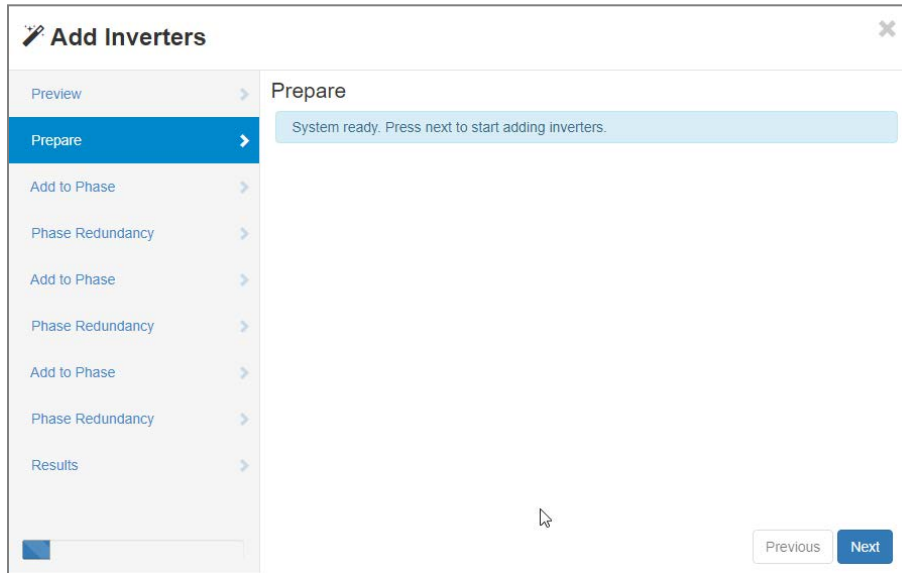 Add Inverters
Preview
Prepare
Add to Phase
Phase Redundancy
Add to Phase
Phase Redundancy
Add to Phase
Phase Redundancy
Results
Prepare
System ready. Press next to start adding inverters.
Previous
Next